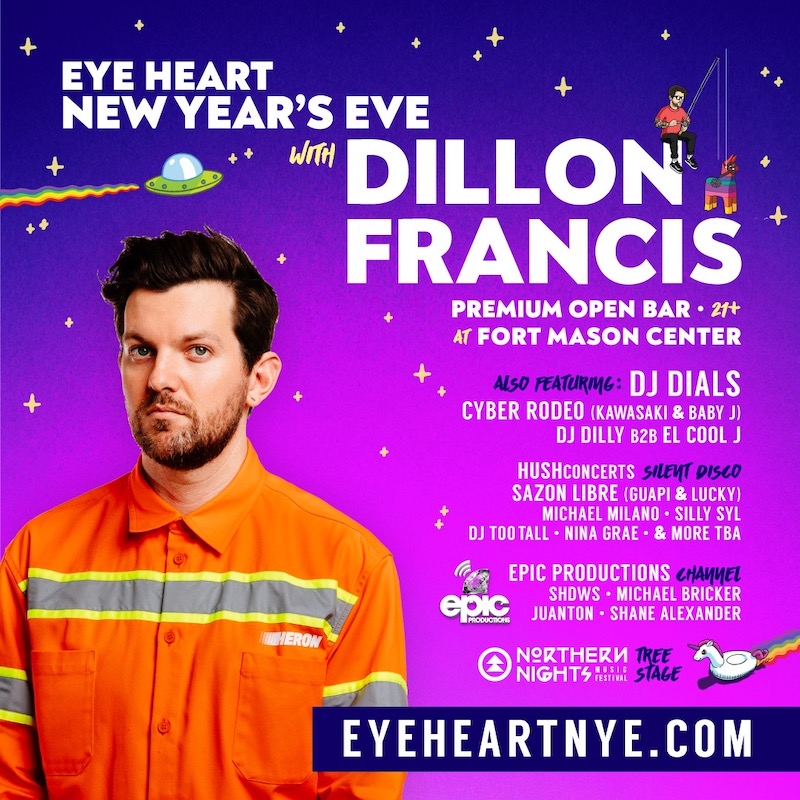 EYE HEART
NEW YEAR'S EVE
WITH
DILLON
FRANCIS
PREMIUM OPEN BAR • 21+
AT FORT MASON CENTER
ALSO FEATURING: DJ DIALS
CYBER RODEO (KAWASAKI & BABY J)
DJ DILLY B2B EL COOL J
HUSHCONCERTS SILENT DISCO
SAZON LIBRE (GUAPI & LUCKY)
MICHAEL MILANO • SILLY SYL
DJ TOO TALL • NINA GRAE • & MORE TBA
EPIC PRODUCTIONS CHANNEL
SHDWS • MICHAEL BRICKER
JUANTON • SHANE ALEXANDER
epic
PRODUCTIONS
HERON
NORTHERN
NIGHTS MUSIC
FESTIVAL
TREE
STAGE
EYEHEARTNYE.COM